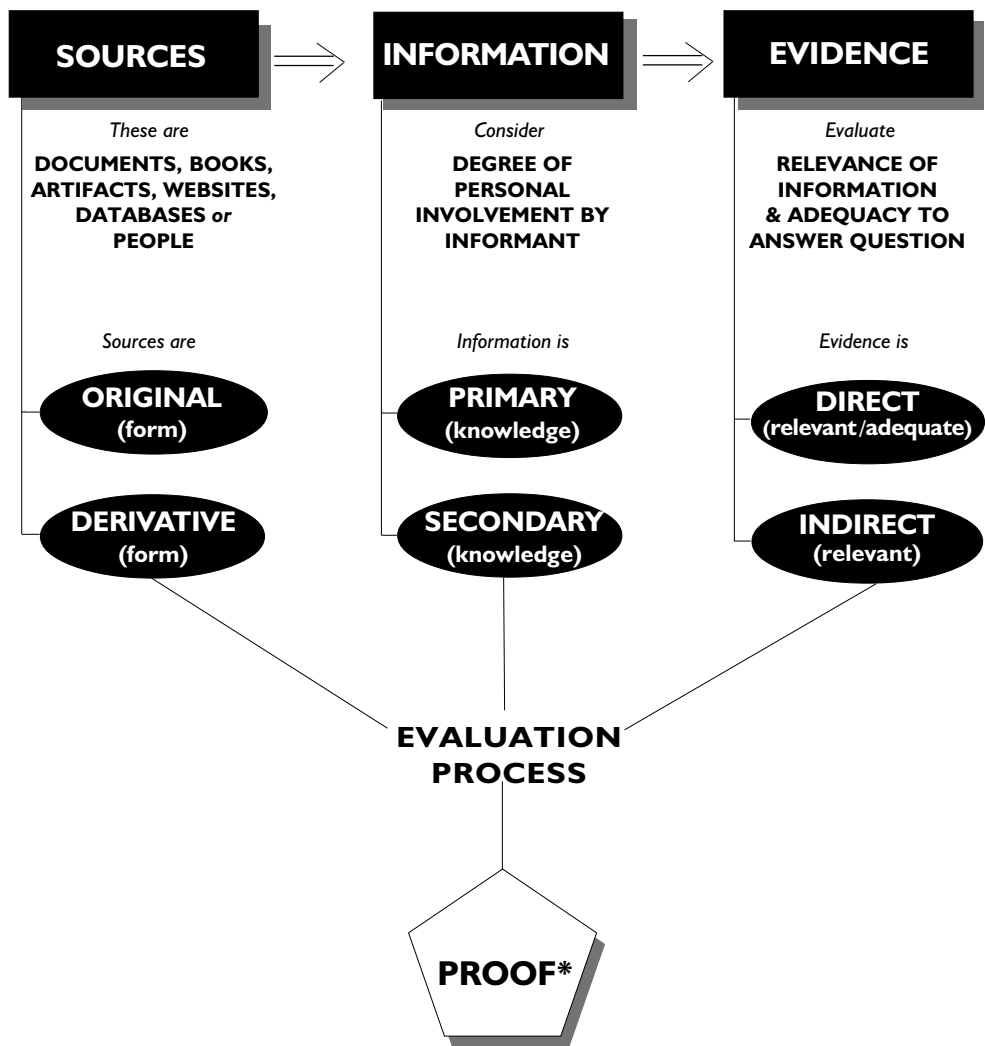 SOURCES
These are
DOCUMENTS, BOOKS,
ARTIFACTS, WEBSITES,
DATABASES or
PEOPLE
Sources are
ORIGINAL
(form)
DERIVATIVE
(form)
INFORMATION
Consider
DEGREE OF
PERSONAL
INVOLVEMENT BY
INFORMANT
Information is
PRIMARY
(knowledge)
SECONDARY
(knowledge)
EVIDENCE
Evaluate
RELEVANCE OF
INFORMATION
& ADEQUACY TO
ANSWER QUESTION
Evidence is
DIRECT
(relevant/adequate)
INDIRECT
(relevant)
EVALUATION
PROCESS
PROOF*